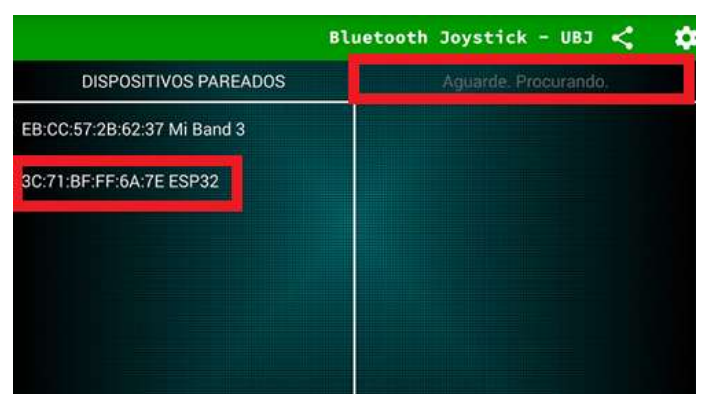 Bluetooth Joystick - UBJ
DISPOSITIVOS PAREADOS
Aguarde. Procurando.
EB:CC:57:2B:62:37 Mi Band 3
3C:71:BF:FF:6A:7E ESP32